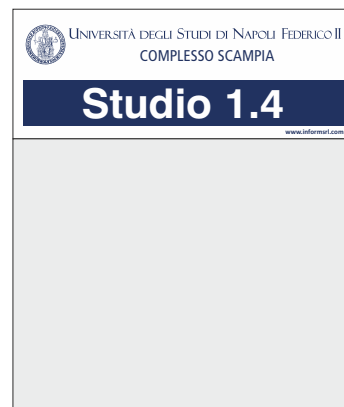 Università degli Studi di Napoli Federico II
COMPLESSO SCAMPIA
Studio 1.4
www.informsrl.com